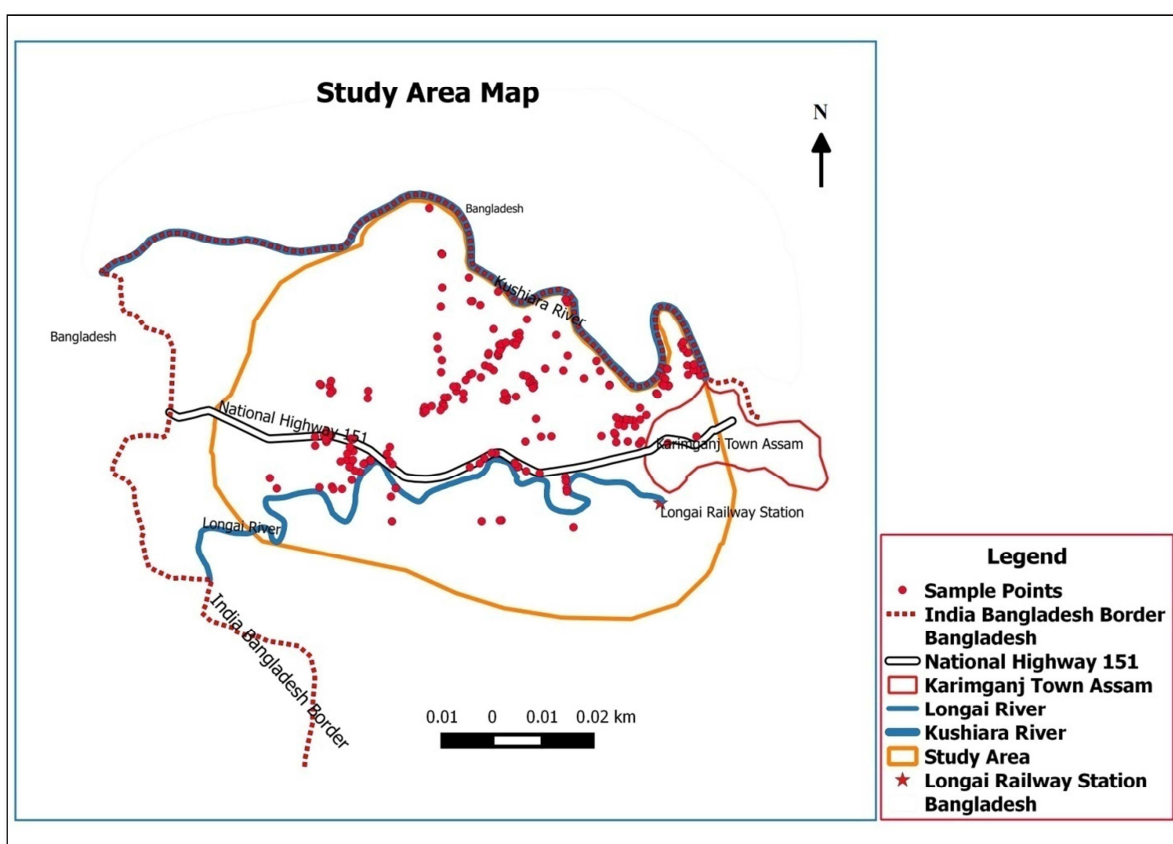 Study Area Map
N
Bangladesh
Kushiara River
Bangladesh
National Highway 151
Karimganj Town Assam
Longai Railway Station
Longai River
India Bangladesh Border
0.01 0 0.01 0.02 km
Legend
Sample Points
India Bangladesh Border
Bangladesh
National Highway 151
Karimganj Town Assam
Longai River
Kushiara River
Study Area
Longai Railway Station
Bangladesh